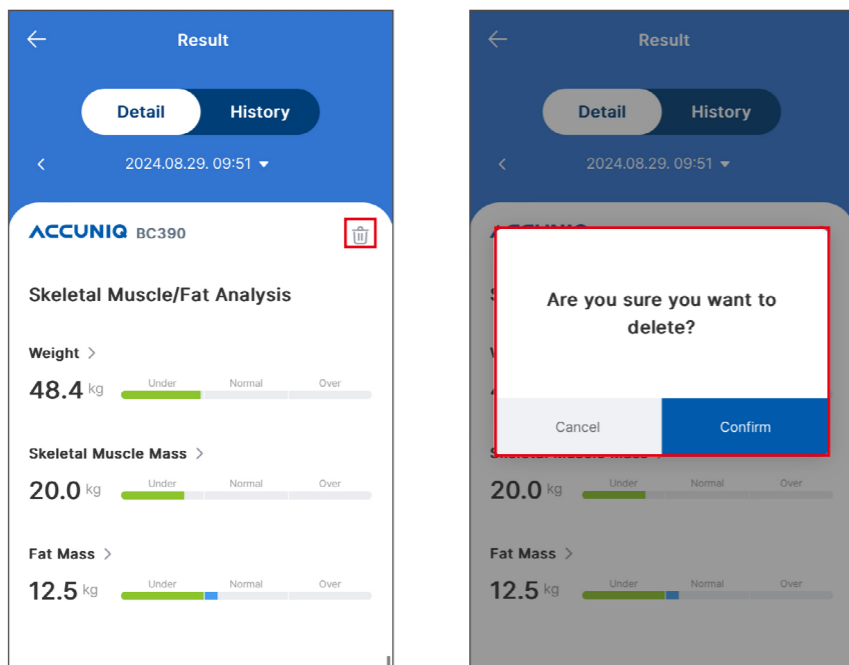 Result
Detail History
2024.08.29. 09:51
ACCUNIQ BC390
Skeletal Muscle/Fat Analysis
Weight
48.4 kg Under Normal Over
Skeletal Muscle Mass
20.0 kg Under Normal Over
Fat Mass
12.5 kg Under Normal Over
Result
Detail History
2024.08.29. 09:51
Are you sure you want to
delete?
Cancel Confirm
20.0 kg Under Normal Over
Fat Mass
12.5 kg Under Normal Over